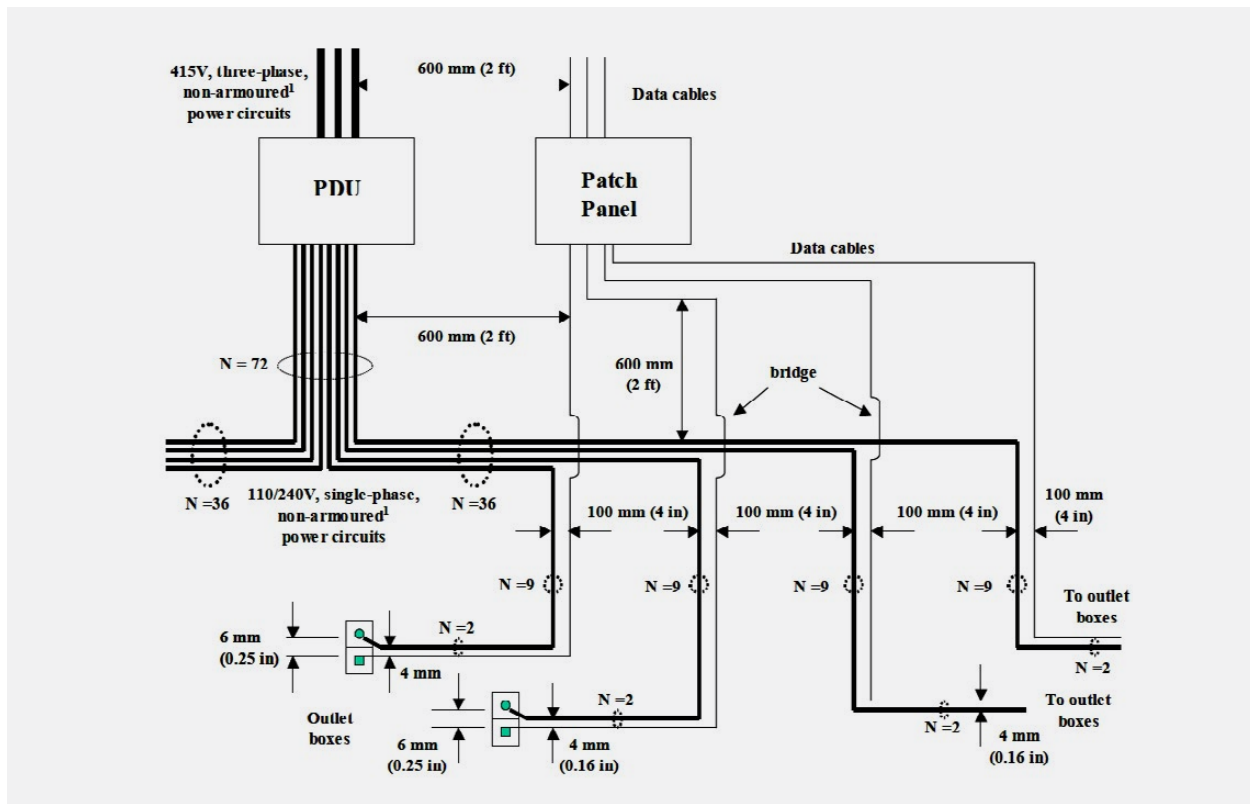 415V, three-phase,
non-armoured1
power circuits
600 mm (2 ft)
Data cables
PDU
Patch
Panel
Data cables
600 mm (2 ft)
N = 72
600 mm
(2 ft)
bridge
N =36
110/240V, single-phase,
non-armoured1
power circuits
N =36
100 mm (4 in)
100 mm (4 in)
100 mm (4 in)
100 mm
(4 in)
N =9
N =9
N =9
N =9
To outlet
boxes
6 mm
(0.25 in)
N =2
4 mm
N =2
Outlet
boxes
N =2
6 mm
(0.25 in)
4 mm
(0.16 in)
N =2
To outlet
boxes
4 mm
(0.16 in)